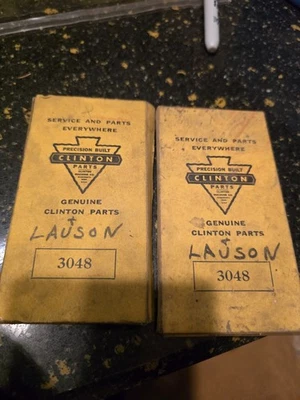 SERVICE AND PARTS
EVERYWHERE
PRECISION BUILT
CLINTON
PARTS
GENUINE
CLINTON PARTS
&
LAUSON
3048
SERVICE AND PARTS
EVERYWHERE
PRECISION BUILT
CLINTON
PARTS
GENUINE
CLINTON PARTS
&
LAUSON
3048